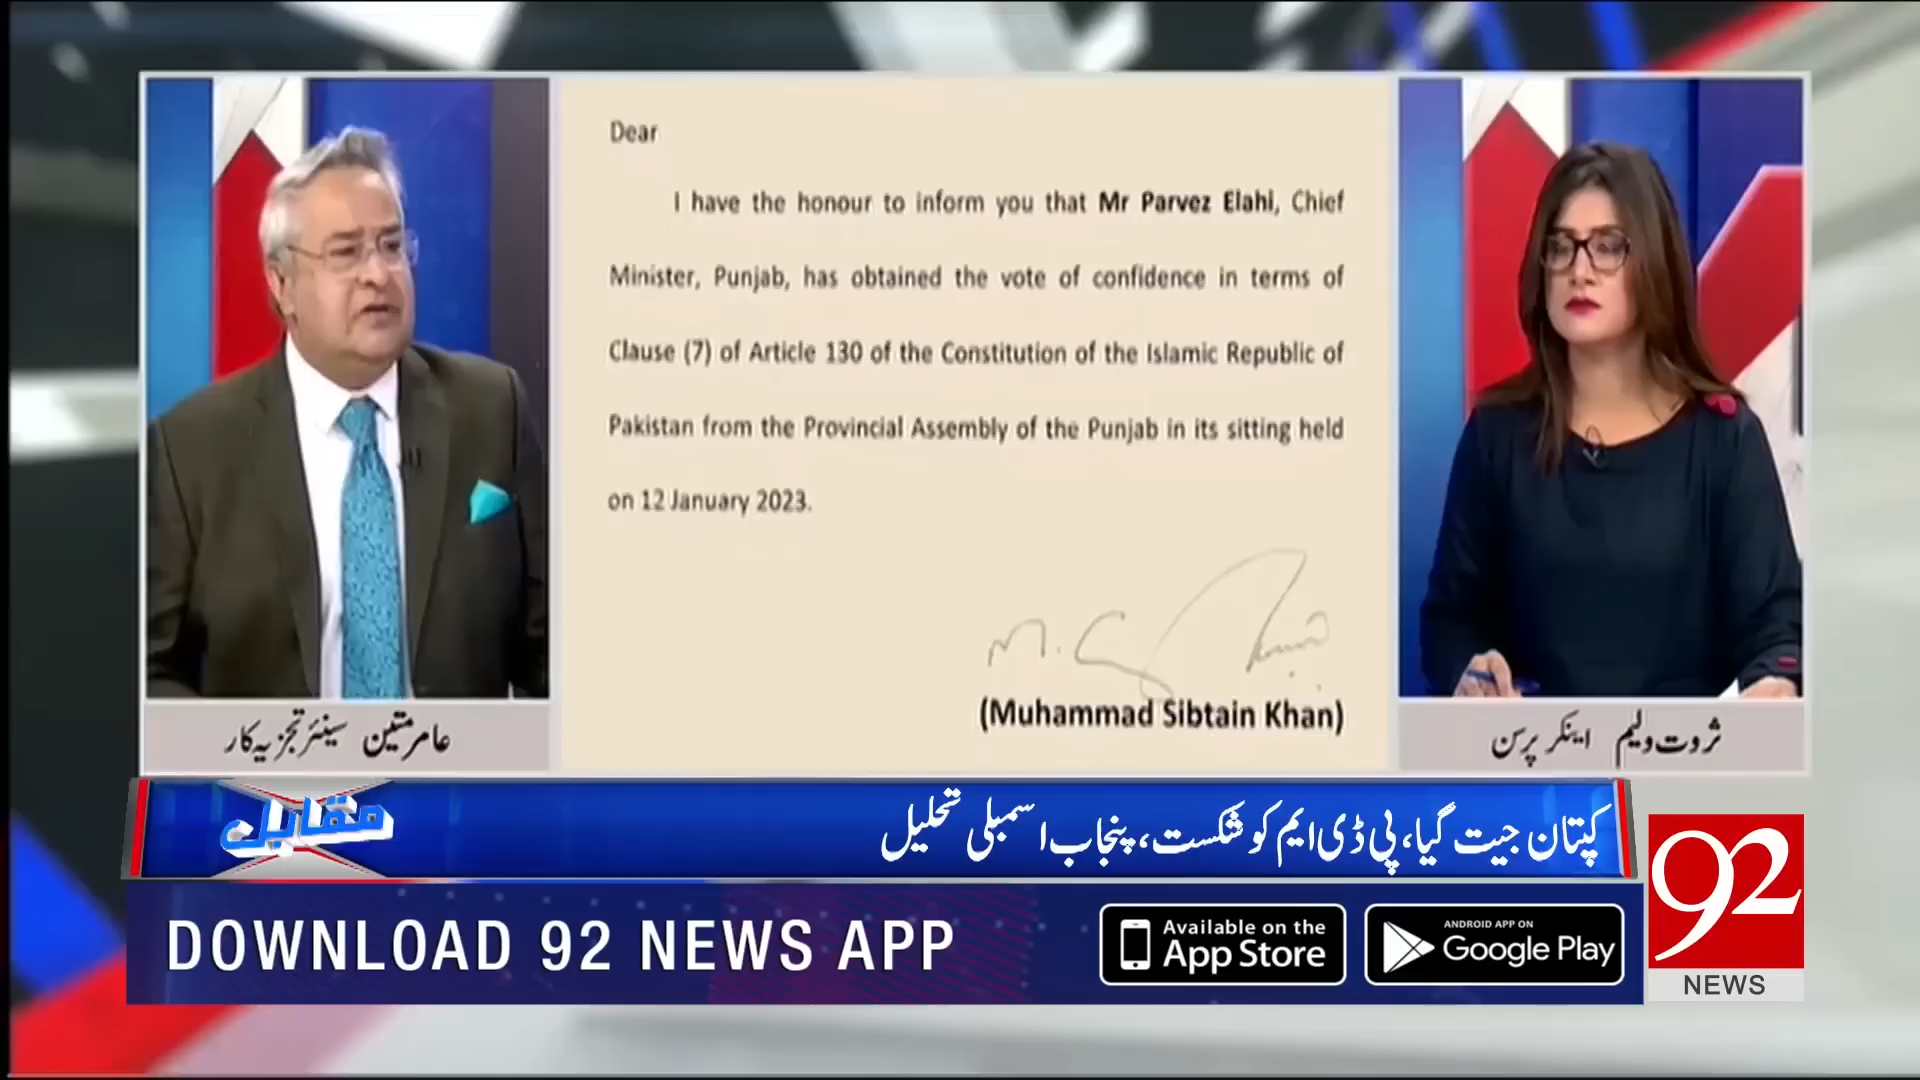 Dear
I have the honour to inform you that Mr Parvez Elahi, Chief
Minister, Punjab, has obtained the vote of confidence in terms of
Clause (7) of Article 130 of the Constitution of the Islamic Republic of
Pakistan from the Provincial Assembly of the Punjab in its sitting held
on 12 January 2023.
(Muhammad Sibtain Khan)
عامر متین سینئر تجزیہ کار
ثروت ولیم اینکر پرسن
مقابل
کپتان جیت گیا، پی ڈی ایم کو شکست، پنجاب اسمبلی تحلیل
DOWNLOAD 92 NEWS APP
Available on the
App Store
ANDROID APP ON
Google Play
92
NEWS